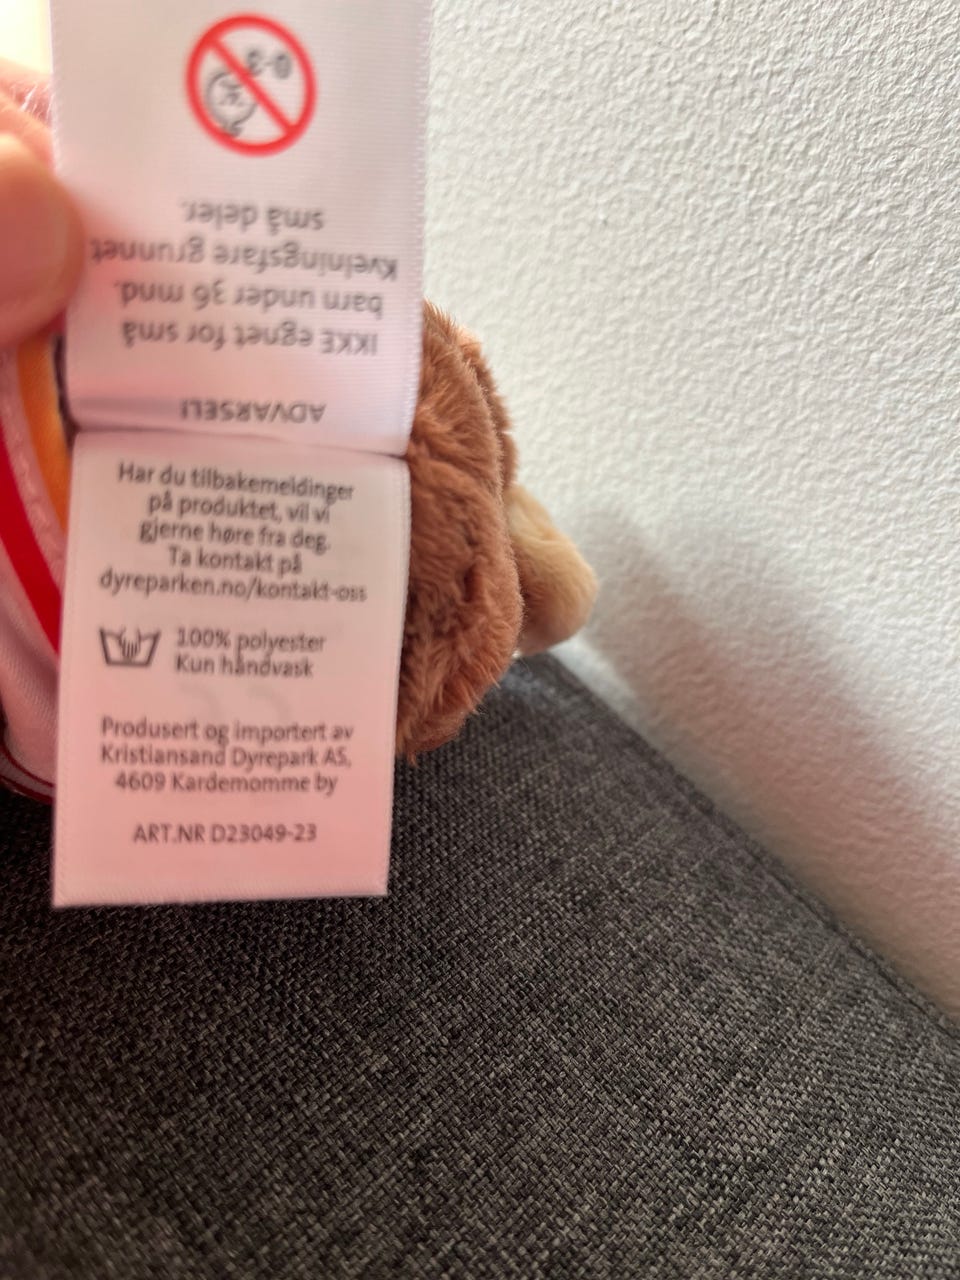 0-3
ADVARSEL!
IKKE egnet for små
barn under 36 mnd.
Kvelningsfare grunnet
små deler.
Har du tilbakemeldinger
på produktet, vil vi
gjerne høre fra deg.
Ta kontakt på
dyreparken.no/kontakt-oss
100% polyester
Kun håndvask
Produsert og importert av
Kristiansand Dyrepark AS,
4609 Kardemomme by
ART.NR D23049-23